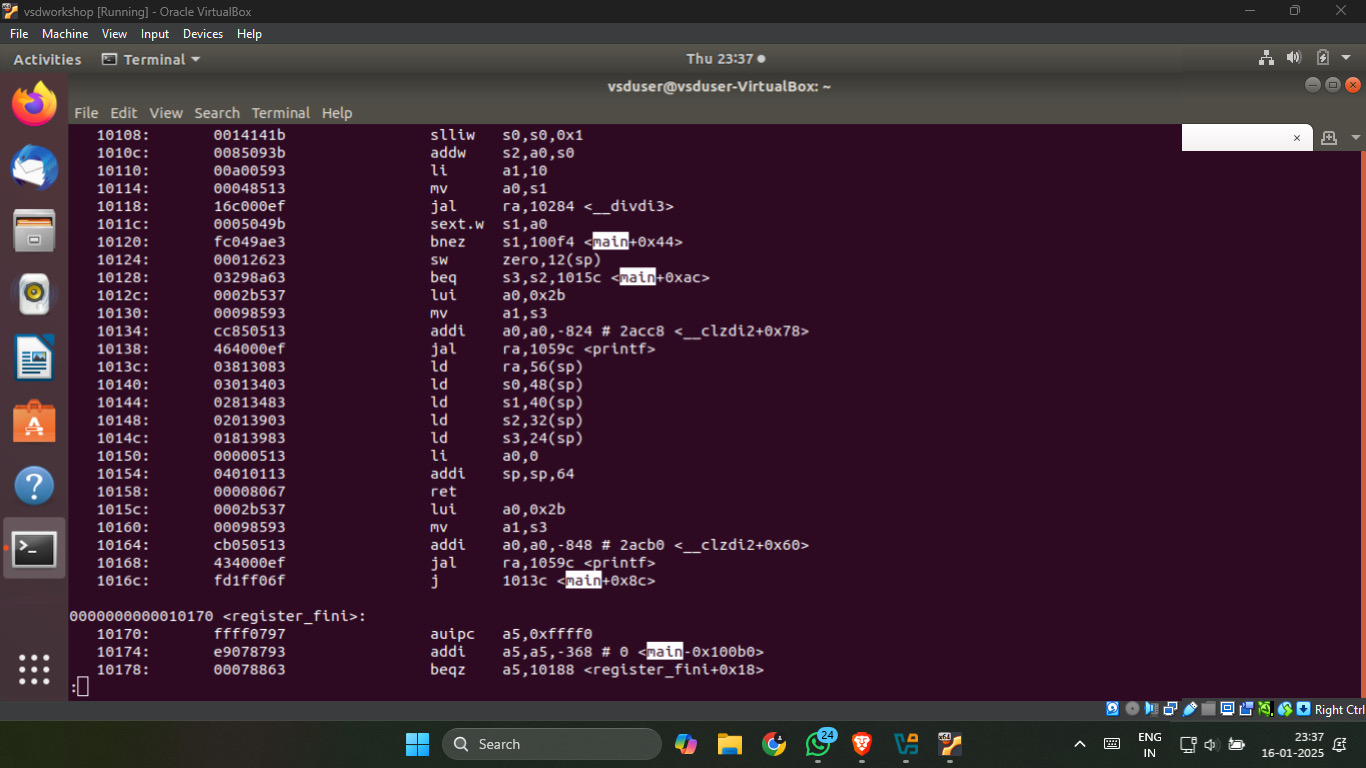 vsdworkshop [Running] - Oracle VirtualBox
File Machine View Input Devices Help
Activities Terminal Thu 23:37
vsduser@vsduser-VirtualBox: ~
File Edit View Search Terminal Help
10108: 0014141b slliw s0,s0,0x1
1010c: 0085093b addw s2,a0,s0
10110: 00a00593 li a1,10
10114: 00048513 mv a0,s1
10118: 16c000ef jal ra,10284 <__divdi3>
1011c: 0005049b sext.w s1,a0
10120: fc049ae3 bnez s1,100f4 <main+0x44>
10124: 00012623 sw zero,12(sp)
10128: 03298a63 beq s3,s2,1015c <main+0xac>
1012c: 0002b537 lui a0,0x2b
10130: 00098593 mv a1,s3
10134: cc850513 addi a0,a0,-824 # 2acc8 <__clzdi2+0x78>
10138: 464000ef jal ra,1059c <printf>
1013c: 03813083 ld ra,56(sp)
10140: 03013403 ld s0,48(sp)
10144: 02813483 ld s1,40(sp)
10148: 02013903 ld s2,32(sp)
1014c: 01813983 ld s3,24(sp)
10150: 00000513 li a0,0
10154: 04010113 addi sp,sp,64
10158: 00008067 ret
1015c: 0002b537 lui a0,0x2b
10160: 00098593 mv a1,s3
10164: cb050513 addi a0,a0,-848 # 2acb0 <__clzdi2+0x60>
10168: 434000ef jal ra,1059c <printf>
1016c: fd1ff06f j 1013c <main+0x8c>
0000000000010170 <register_fini>:
10170: ffff0797 auipc a5,0xffff0
10174: e9078793 addi a5,a5,-368 # 0 <main-0x100b0>
10178: 00078863 beqz a5,10188 <register_fini+0x18>
:
Right Ctrl
Search
24
ENG
IN
23:37
16-01-2025